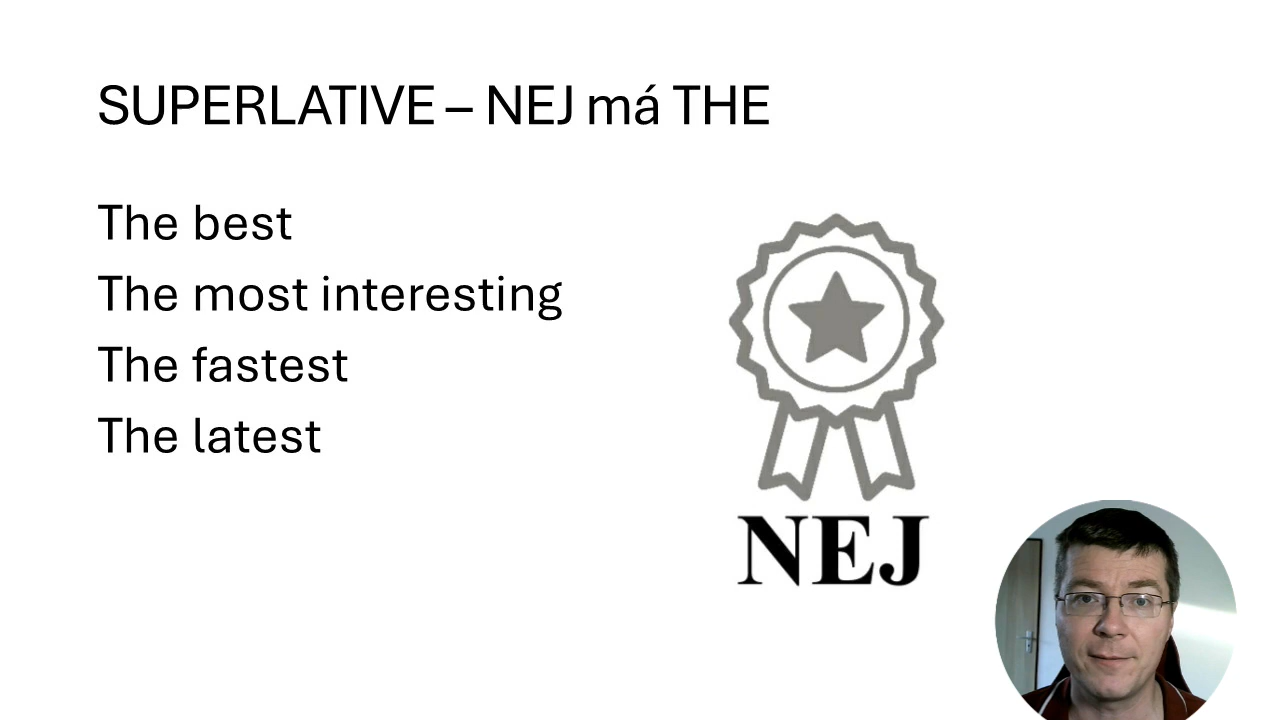 SUPERLATIVE – NEJ má THE
The best
The most interesting
The fastest
The latest
NEJ